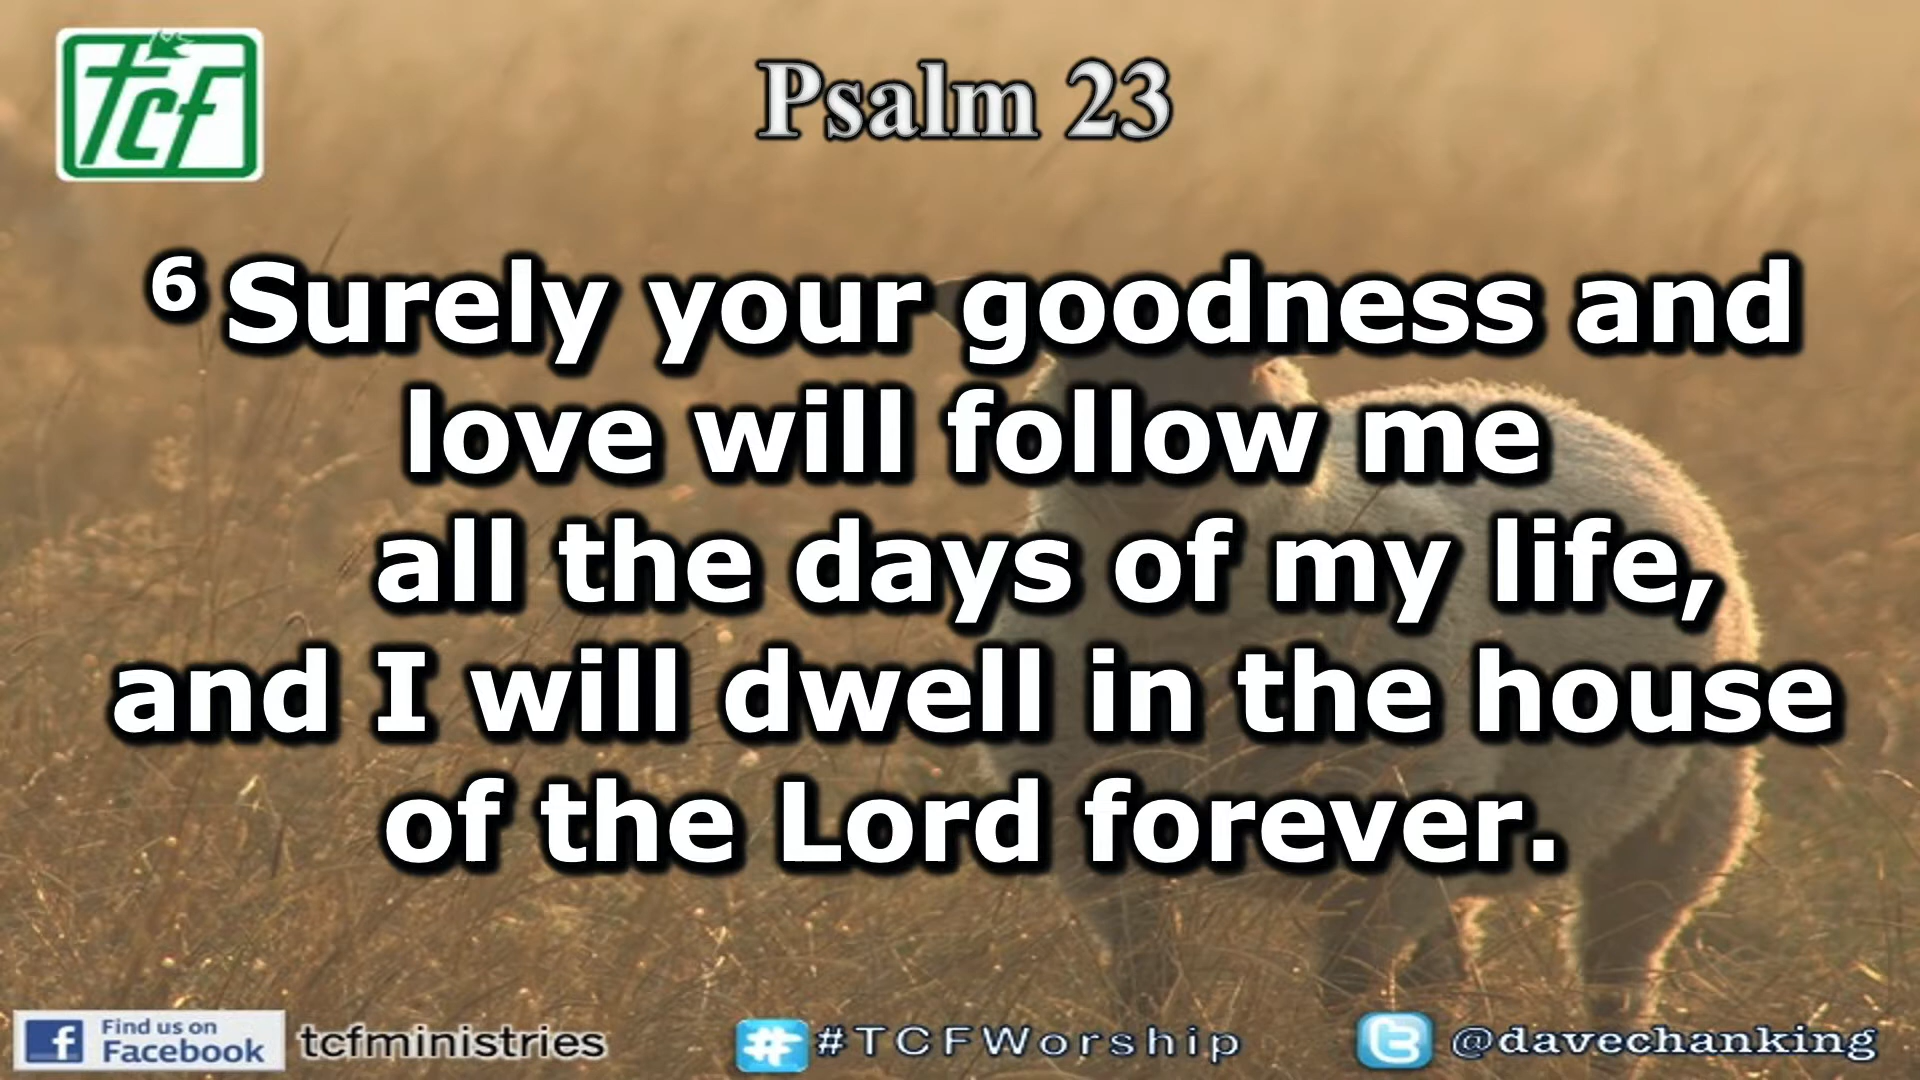 tcf
Psalm 23
6 Surely your goodness and
love will follow me
all the days of my life,
and I will dwell in the house
of the Lord forever.
Find us on
Facebook
tcfministries
#TCFWorship
@davechanking